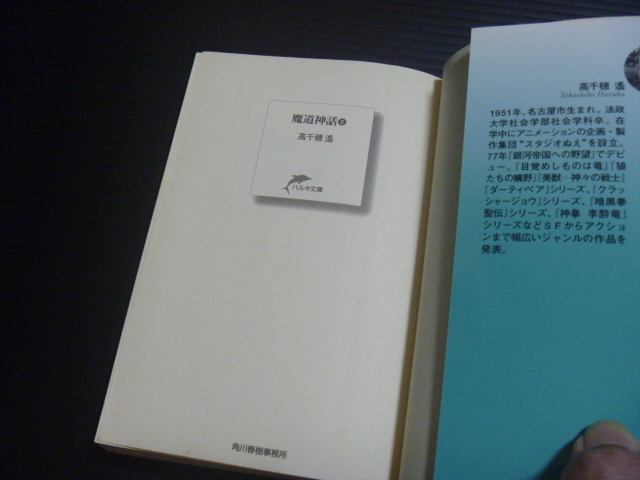 魔道神話❷
高千穂 遙
ハルキ文庫
角川春樹事務所
高千穂 遙
Takachiho Haruka
1951年、名古屋市生まれ。法政
大学社会学部社会学科卒。在
学中にアニメーションの企画・製
作集団“スタジオぬえ”を設立。
77年『銀河帝国への野望』でデビ
ュー。『目覚めしものは竜』『狼
たちの曠野』『美獣―神々の戦士』
『ダーティペア』シリーズ、『クラッ
シャージョウ』シリーズ、『暗黒拳
聖伝』シリーズ、『神拳 李酔竜』
シリーズなどSFからアクショ
ンまで幅広いジャンルの作品を
発表。